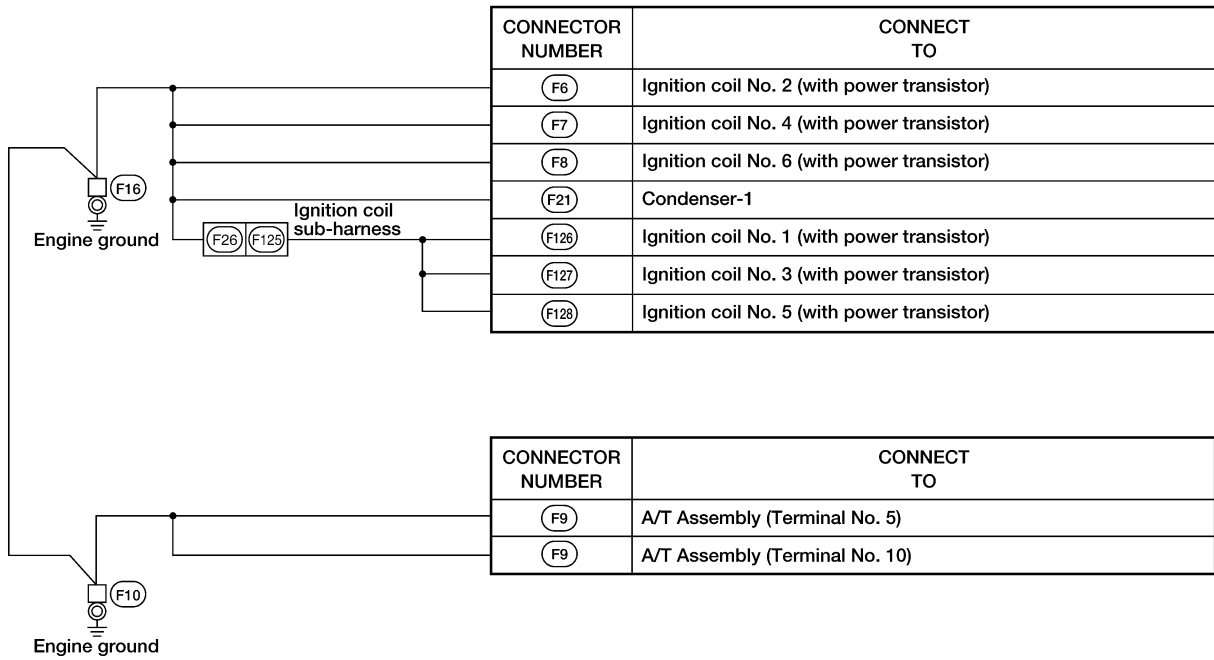 CONNECTOR NUMBER CONNECT TO
F6 Ignition coil No. 2 (with power transistor)
F7 Ignition coil No. 4 (with power transistor)
F8 Ignition coil No. 6 (with power transistor)
F21 Condenser-1
F126 Ignition coil No. 1 (with power transistor)
F127 Ignition coil No. 3 (with power transistor)
F128 Ignition coil No. 5 (with power transistor)
F16
Engine ground
F26 F125
Ignition coil
sub-harness
CONNECTOR NUMBER CONNECT TO
F9 A/T Assembly (Terminal No. 5)
F9 A/T Assembly (Terminal No. 10)
F10
Engine ground